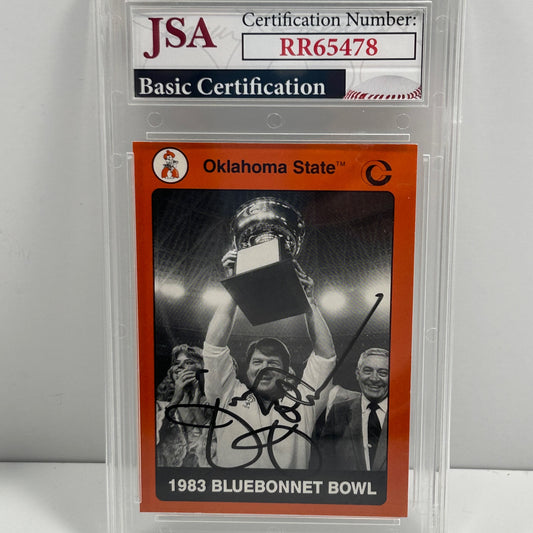 JSA
Certification Number:
RR65478
Basic Certification
Oklahoma State™
1983 BLUEBONNET BOWL